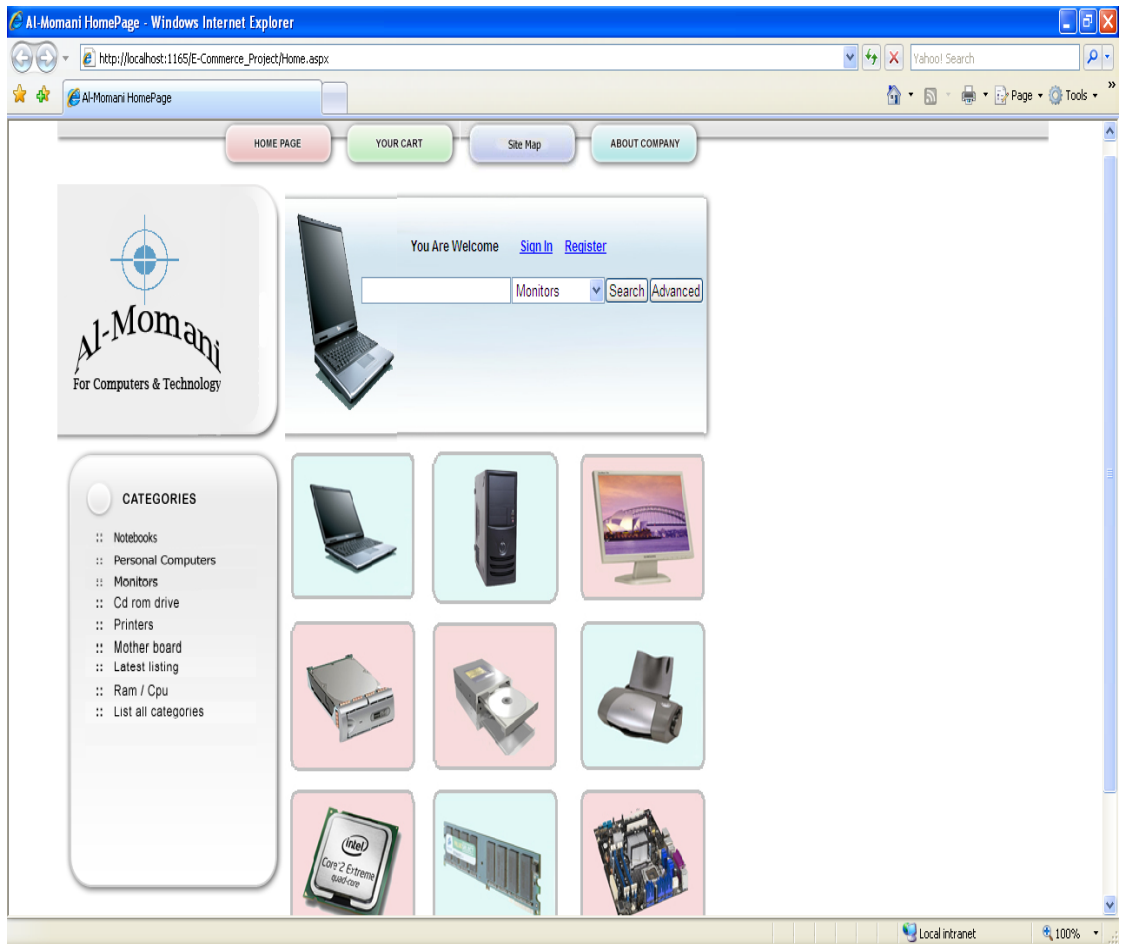 Al-Momani HomePage - Windows Internet Explorer
http://localhost:1165/E-Commerce_Project/Home.aspx
Yahoo! Search
Al-Momani HomePage
Page
Tools
HOME PAGE
YOUR CART
Site Map
ABOUT COMPANY
Al-Momani
For Computers & Technology
You Are Welcome Sign In Register
Monitors
Search
Advanced
CATEGORIES
:: Notebooks
:: Personal Computers
:: Monitors
:: Cd rom drive
:: Printers
:: Mother board
:: Latest listing
:: Ram / Cpu
:: List all categories
intel
Core 2 Extreme
quad-core
Local intranet
100%